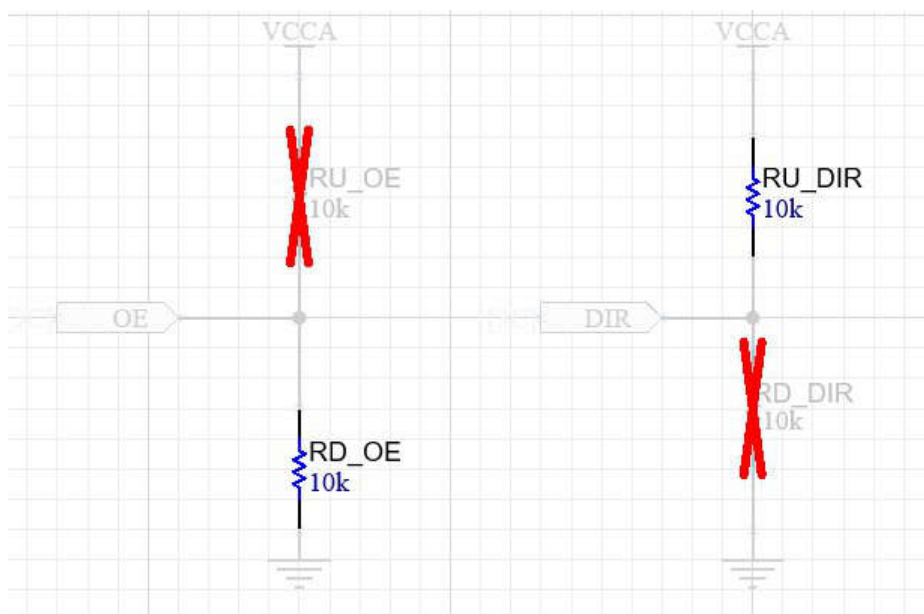 VCCA
VCCA
RU_OE
10k
RU_DIR
10k
OE
DIR
RD_OE
10k
RD_DIR
10k